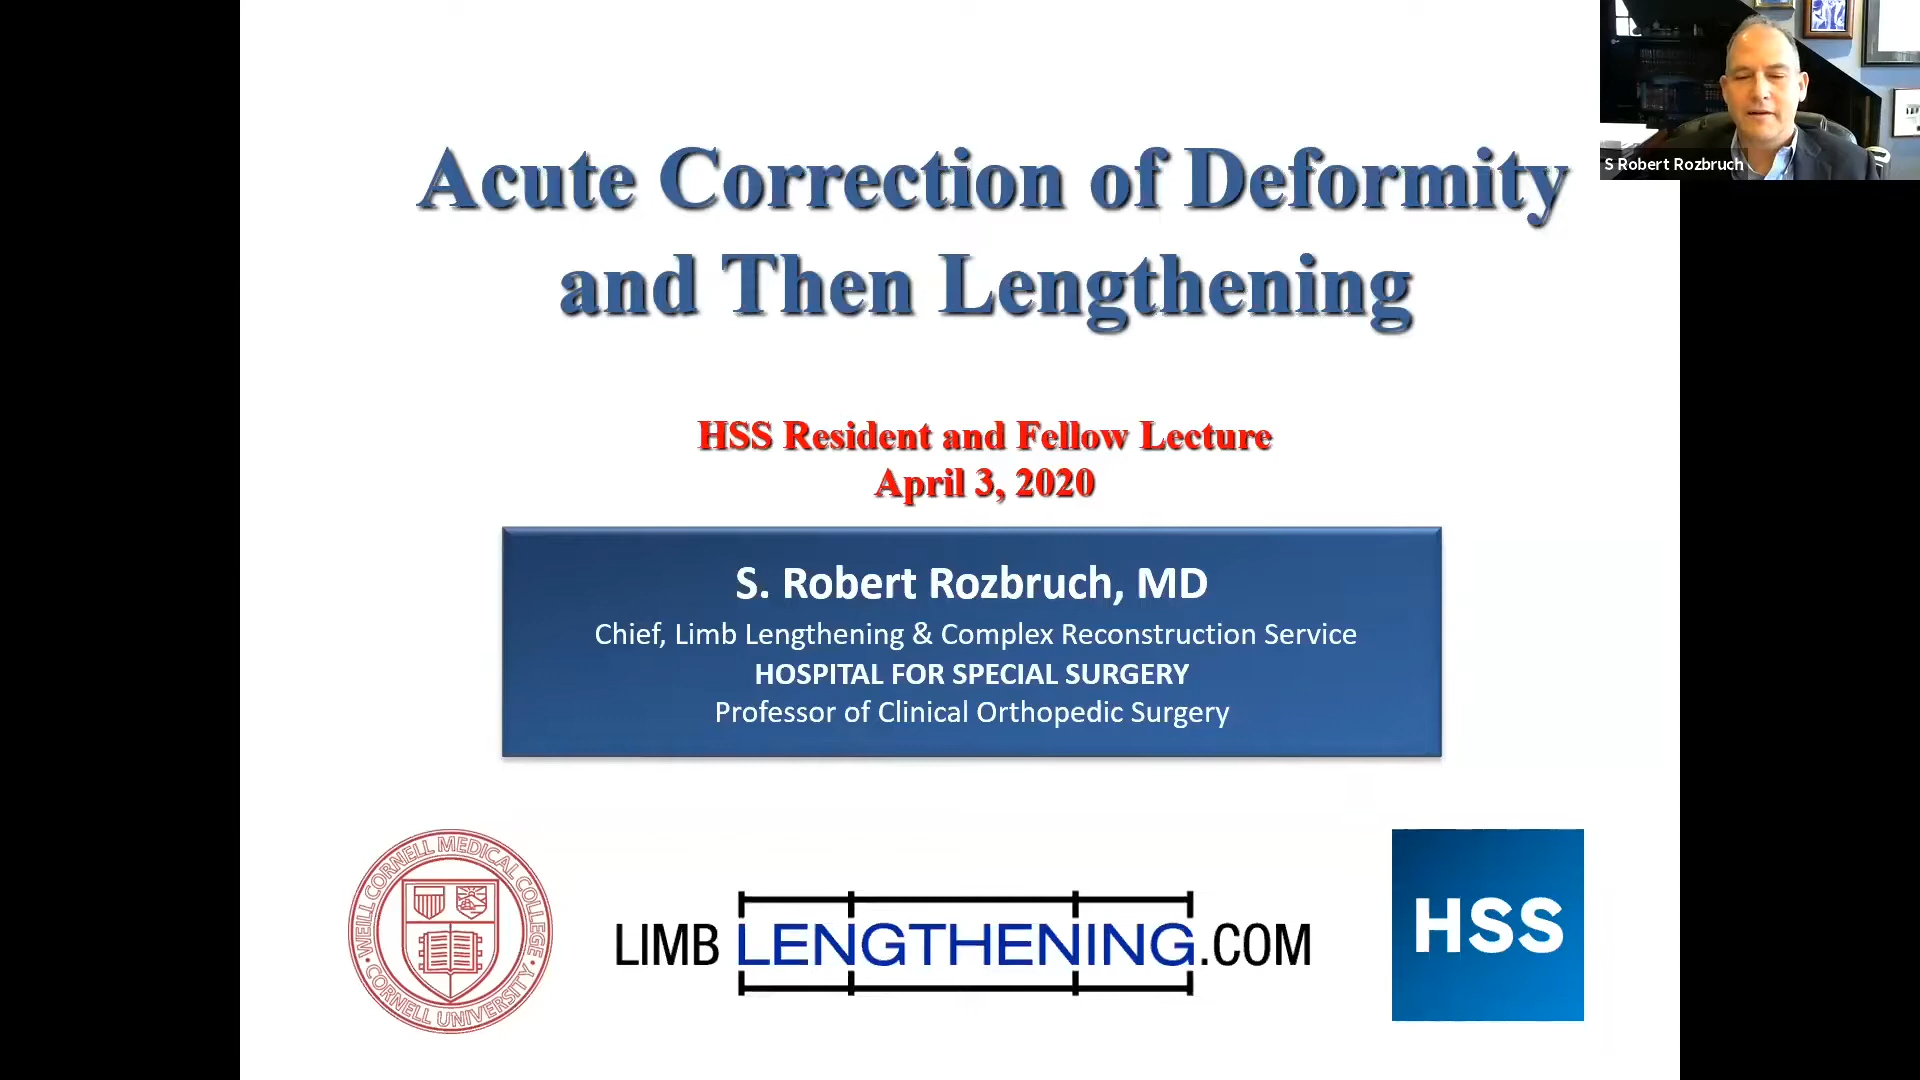 Acute Correction of Deformity
and Then Lengthening
S Robert Rozbruch
HSS Resident and Fellow Lecture
April 3, 2020
S. Robert Rozbruch, MD
Chief, Limb Lengthening & Complex Reconstruction Service
HOSPITAL FOR SPECIAL SURGERY
Professor of Clinical Orthopedic Surgery
WEILL CORNELL MEDICAL COLLEGE
• CORNELL UNIVERSITY •
LIMB LENGTHENING.COM
HSS